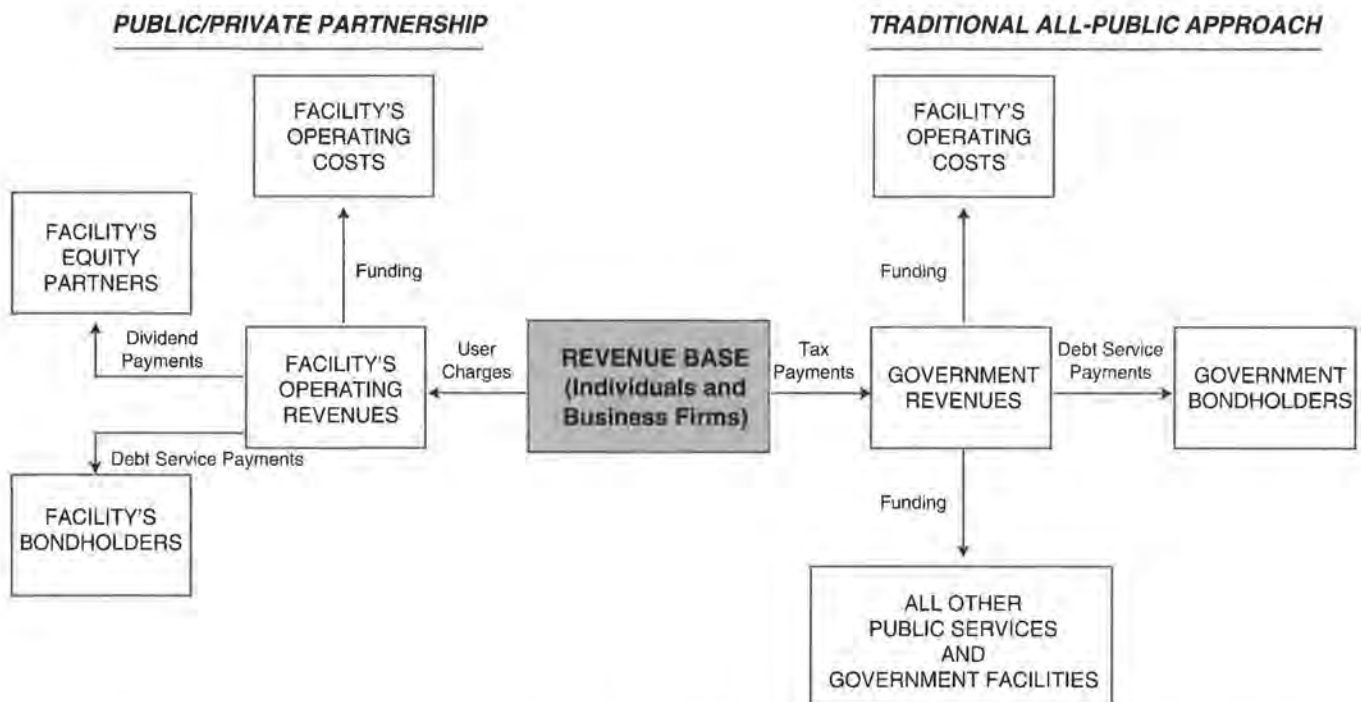 PUBLIC/PRIVATE PARTNERSHIP
TRADITIONAL ALL-PUBLIC APPROACH
FACILITY'S
OPERATING
COSTS
FACILITY'S
EQUITY
PARTNERS
Funding
Dividend
Payments
FACILITY'S
OPERATING
REVENUES
User
Charges
Debt Service Payments
FACILITY'S
BONDHOLDERS
REVENUE BASE
(Individuals and
Business Firms)
Tax
Payments
FACILITY'S
OPERATING
COSTS
Funding
GOVERNMENT
REVENUES
Debt Service
Payments
GOVERNMENT
BONDHOLDERS
Funding
ALL OTHER
PUBLIC SERVICES
AND
GOVERNMENT FACILITIES